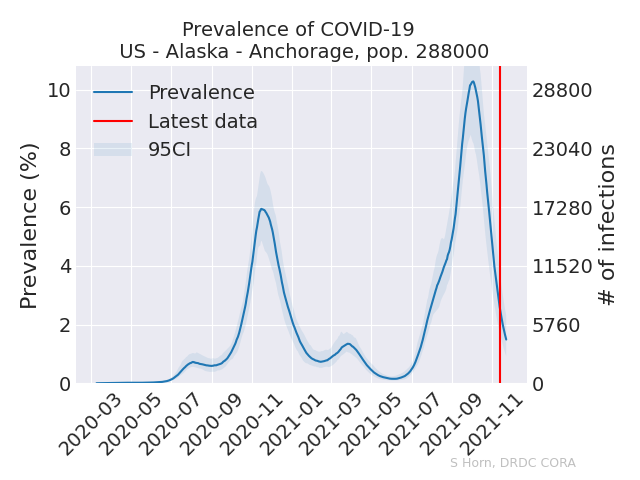 Prevalence of COVID-19
US - Alaska - Anchorage, pop. 288000
Prevalence
Latest data
95CI
Prevalence (%)
10
8
6
4
2
0
28800
23040
17280
11520
5760
0
# of infections
2020-03
2020-05
2020-07
2020-09
2020-11
2021-01
2021-03
2021-05
2021-07
2021-09
2021-11
S Horn, DRDC CORA